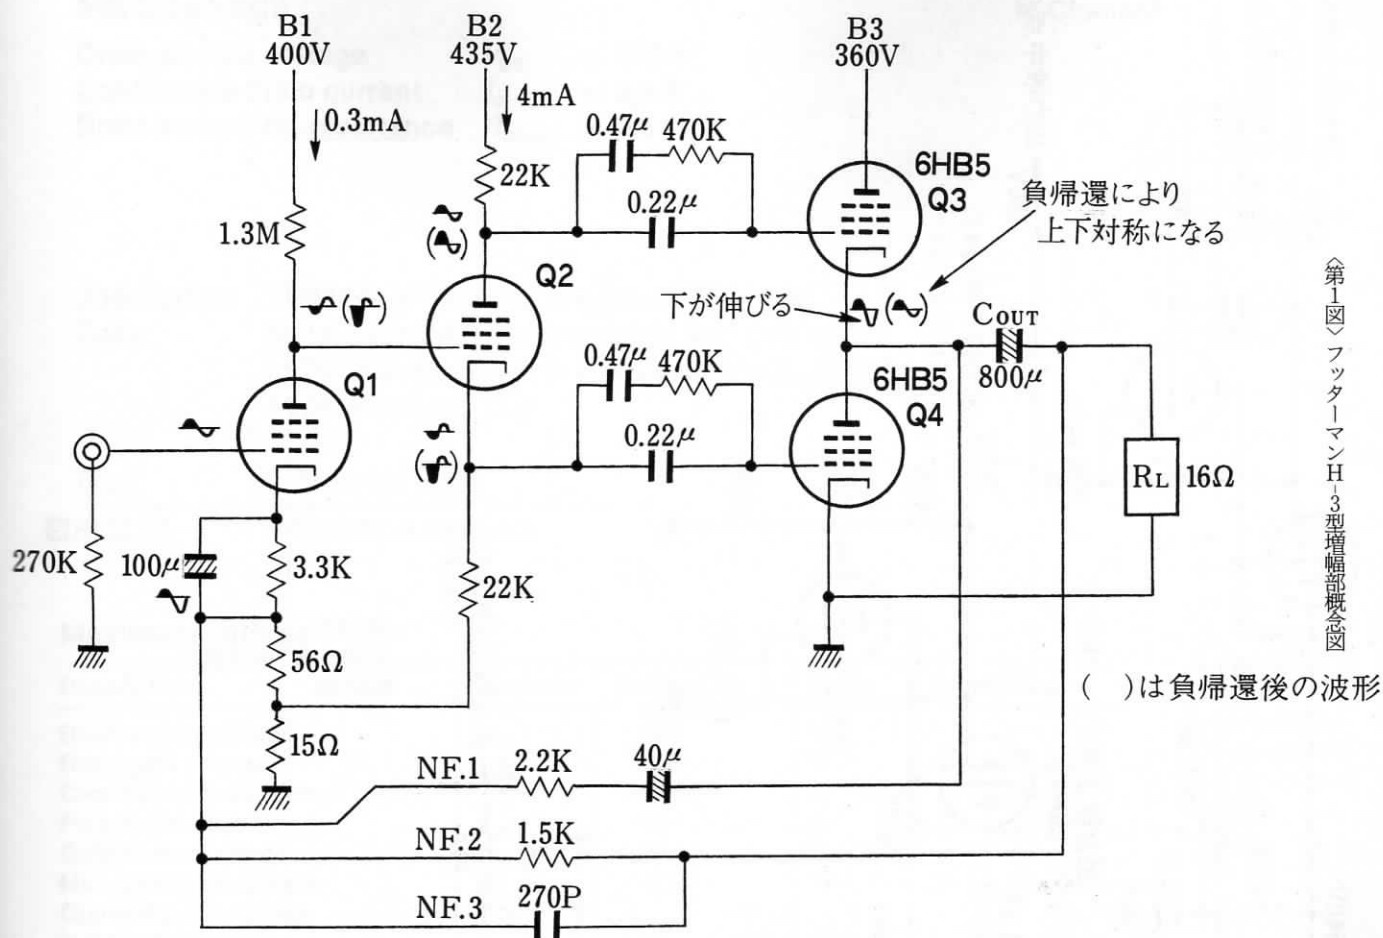 B1
400V
0.3mA
1.3M
B2
435V
4mA
22K
0.47μ
470K
0.22μ
B3
360V
6HB5
Q3
負帰還により
上下対称になる
下が伸びる
Q2
Q1
0.47μ
470K
0.22μ
6HB5
Q4
COUT
800μ
RL
16Ω
270K
100μ
3.3K
22K
56Ω
15Ω
NF.1
2.2K
40μ
NF.2
1.5K
NF.3
270P
( )は負帰還後の波形
〈第1図〉フッターマンH-3型増幅部概念図